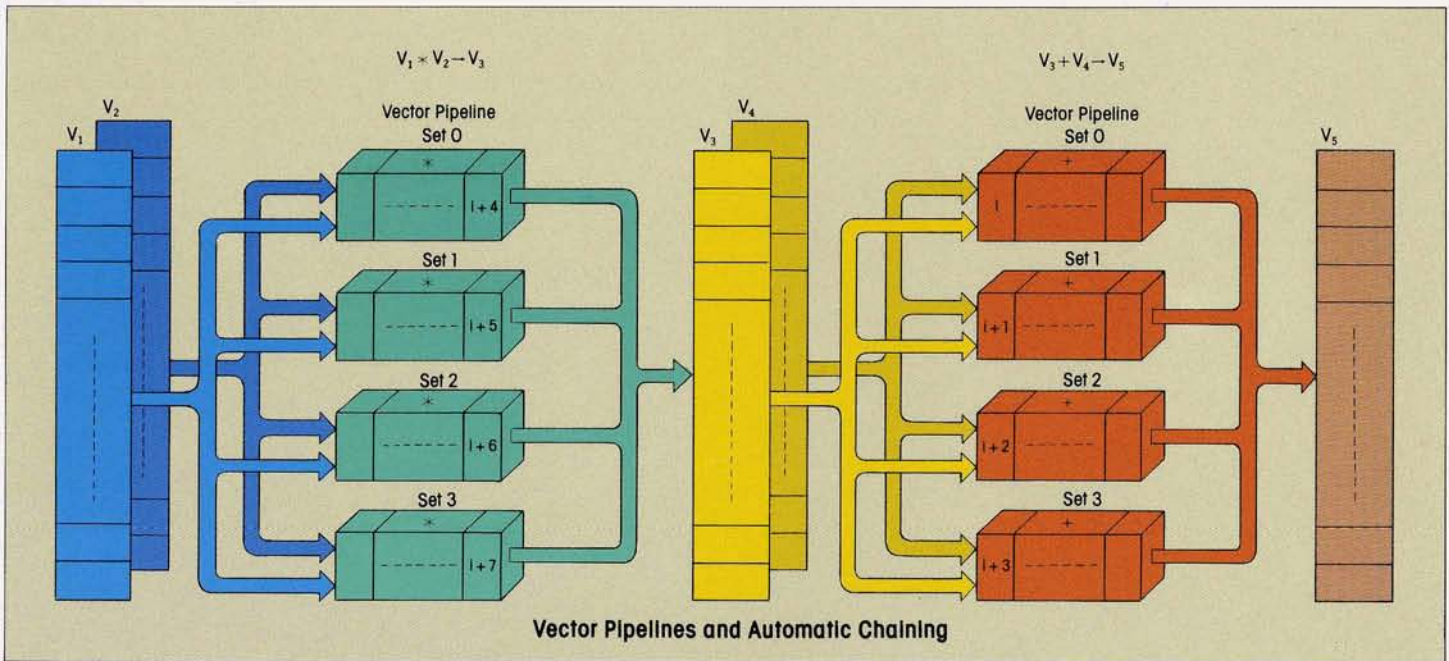 V₁ * V₂→V₃
V₃ + V₄→V₅
V₂
V₁
Vector Pipeline
Set 0
*
i + 4
Set 1
*
i + 5
Set 2
*
i + 6
Set 3
*
i + 7
V₄
V₃
Vector Pipeline
Set 0
+
i
Set 1
+
i + 1
Set 2
+
i + 2
Set 3
+
i + 3
V₅
Vector Pipelines and Automatic Chaining